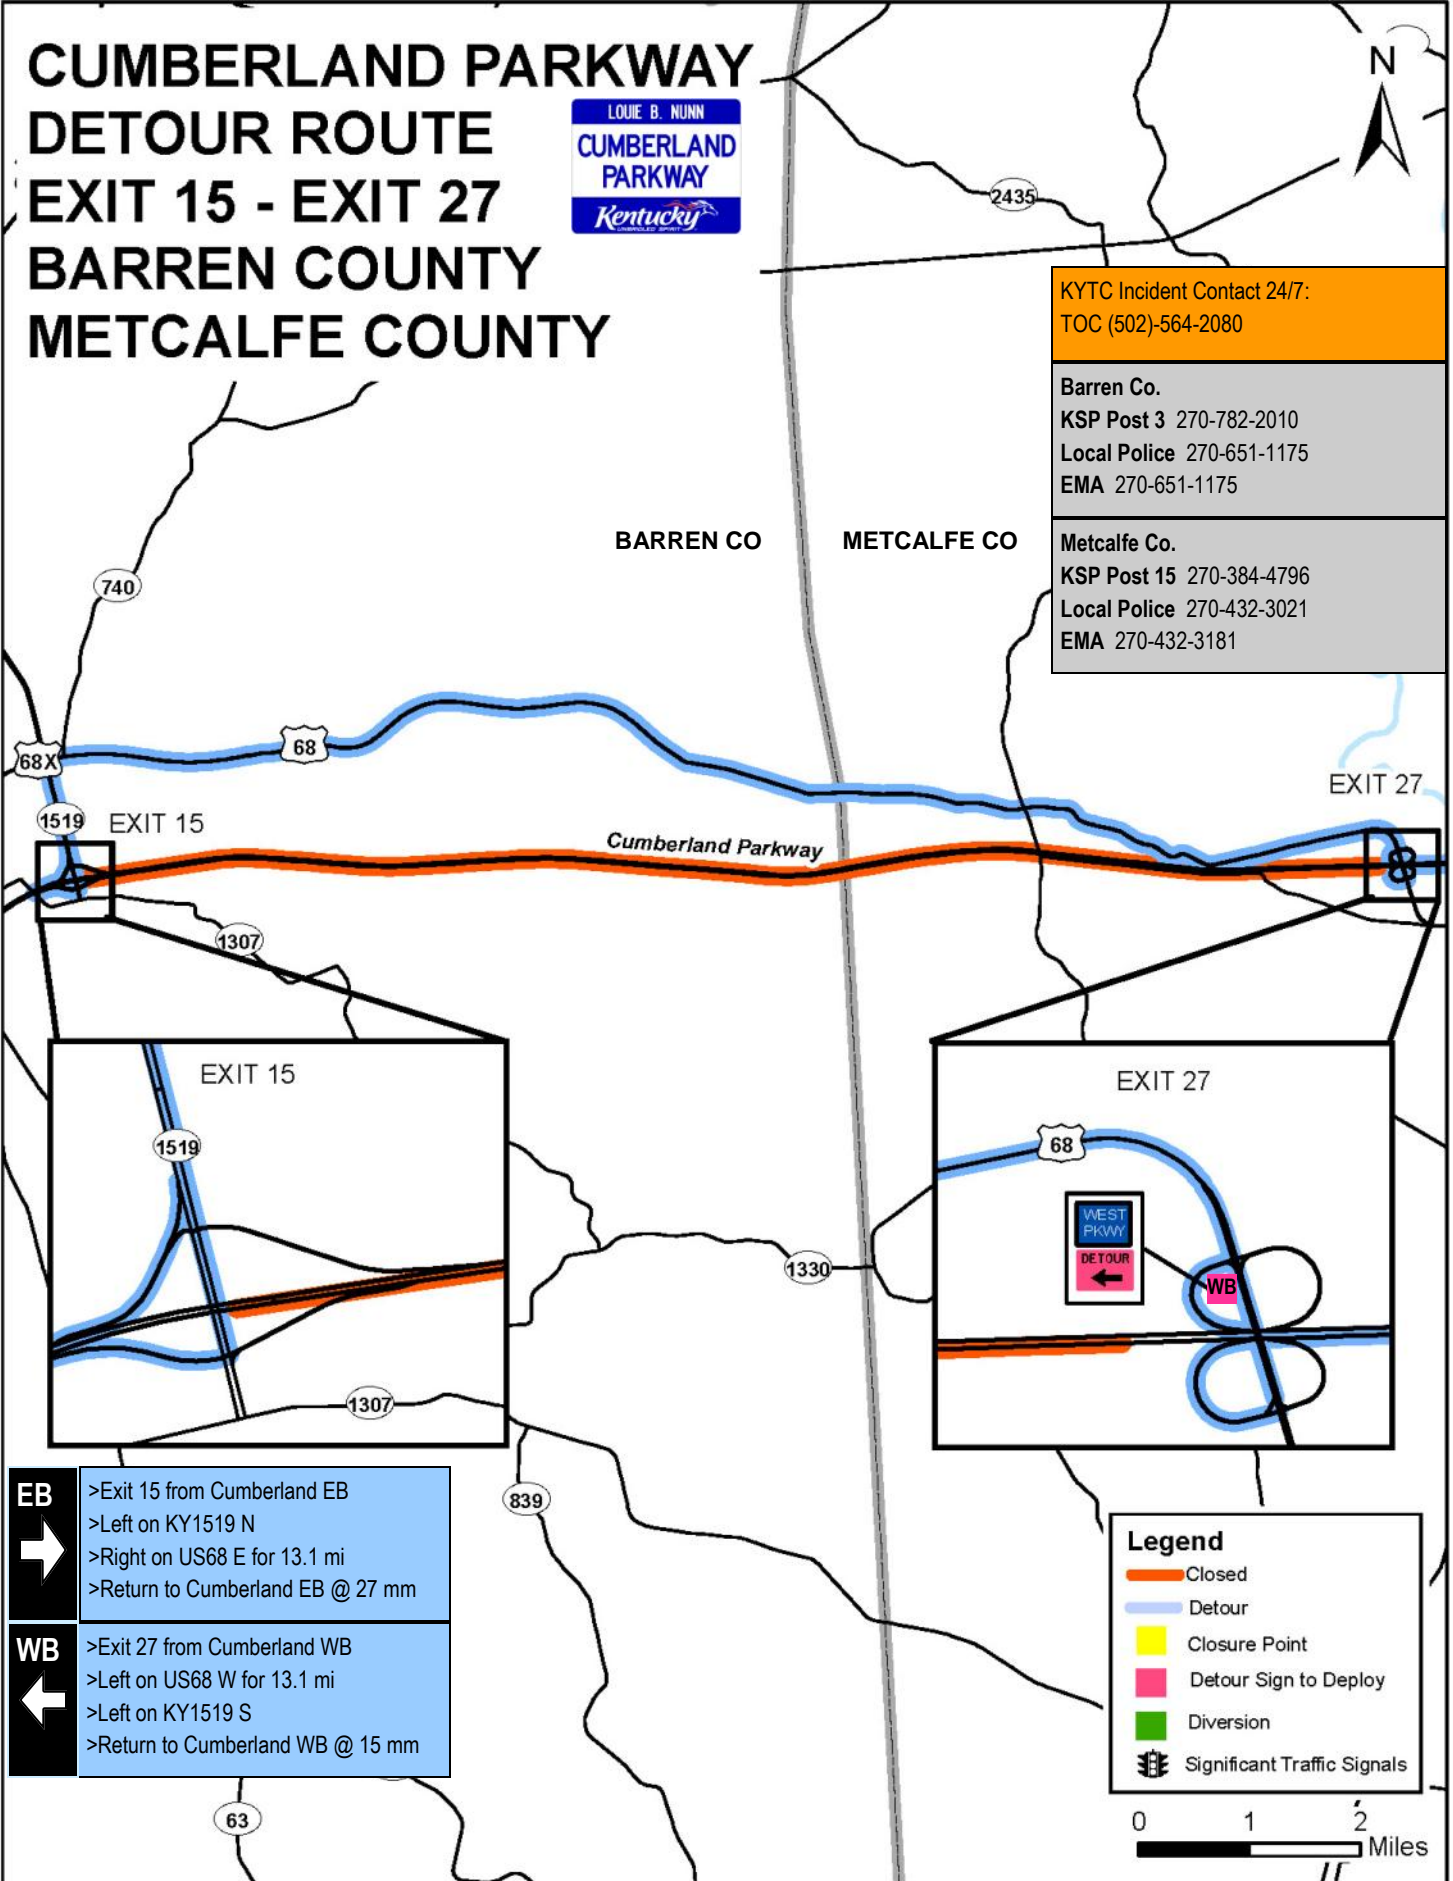 CUMBERLAND PARKWAY
DETOUR ROUTE
EXIT 15 - EXIT 27
BARREN COUNTY
METCALFE COUNTY
LOUIE B. NUNN
CUMBERLAND
PARKWAY
Kentucky
UNBRIDLED SPIRIT
N
2435
KYTC Incident Contact 24/7:
TOC (502)-564-2080
Barren Co.
KSP Post 3 270-782-2010
Local Police 270-651-1175
EMA 270-651-1175
Metcalfe Co.
KSP Post 15 270-384-4796
Local Police 270-432-3021
EMA 270-432-3181
BARREN CO
METCALFE CO
740
68
68X
1519
EXIT 15
EXIT 27
Cumberland Parkway
1307
EXIT 15
1519
1307
EXIT 27
68
WEST
PKWY
DETOUR
WB
1330
839
63
EB
>Exit 15 from Cumberland EB
>Left on KY1519 N
>Right on US68 E for 13.1 mi
>Return to Cumberland EB @ 27 mm
WB
>Exit 27 from Cumberland WB
>Left on US68 W for 13.1 mi
>Left on KY1519 S
>Return to Cumberland WB @ 15 mm
Legend
Closed
Detour
Closure Point
Detour Sign to Deploy
Diversion
Significant Traffic Signals
0 1 2
Miles